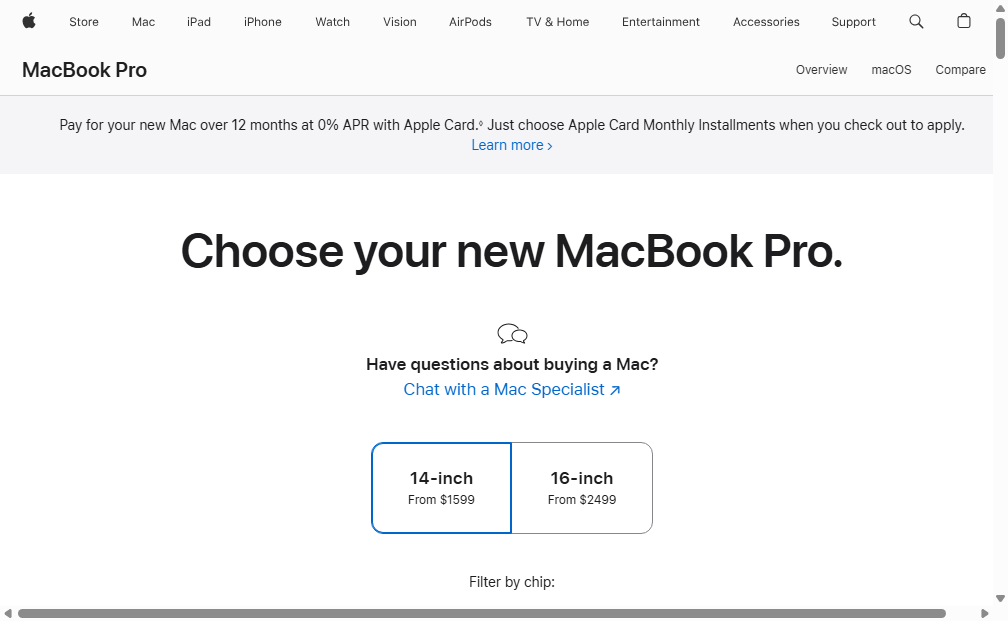 Store Mac iPad iPhone Watch Vision AirPods TV & Home Entertainment Accessories Support
MacBook Pro
Overview macOS Compare
Pay for your new Mac over 12 months at 0% APR with Apple Card.◊ Just choose Apple Card Monthly Installments when you check out to apply.
Learn more ›
Choose your new MacBook Pro.
Have questions about buying a Mac?
Chat with a Mac Specialist ↗
14-inch 16-inch
From $1599 From $2499
Filter by chip: